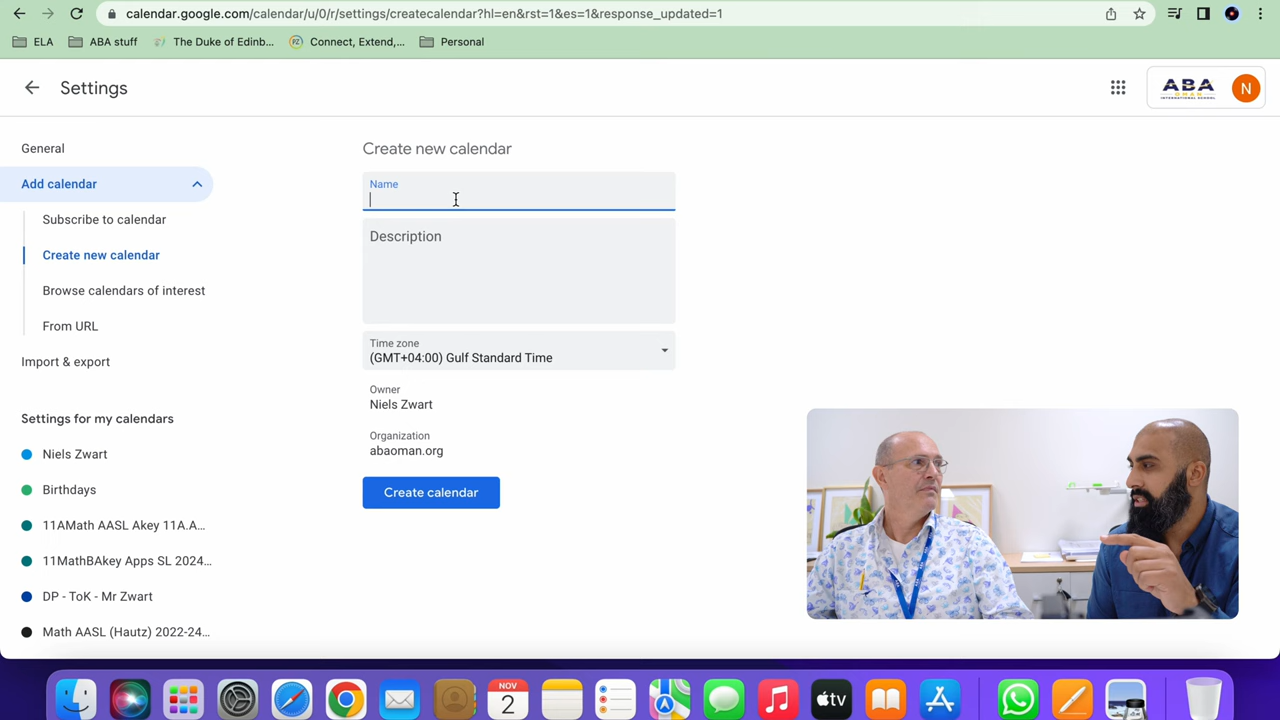 calendar.google.com/calendar/u/0/r/settings/createcalendar?hl=en&rst=1&es=1&response_updated=1
ELA
ABA stuff
The Duke of Edinb...
Connect, Extend,...
Personal
Settings
ABA
OMAN
INTERNATIONAL SCHOOL
N
General
Add calendar
Subscribe to calendar
Create new calendar
Browse calendars of interest
From URL
Import & export
Settings for my calendars
Niels Zwart
Birthdays
11AMath AASL Akey 11A.A...
11MathBAkey Apps SL 2024...
DP - ToK - Mr Zwart
Math AASL (Hautz) 2022-24...
Create new calendar
Name
Description
Time zone
(GMT+04:00) Gulf Standard Time
Owner
Niels Zwart
Organization
abaoman.org
Create calendar
NOV
2
tv